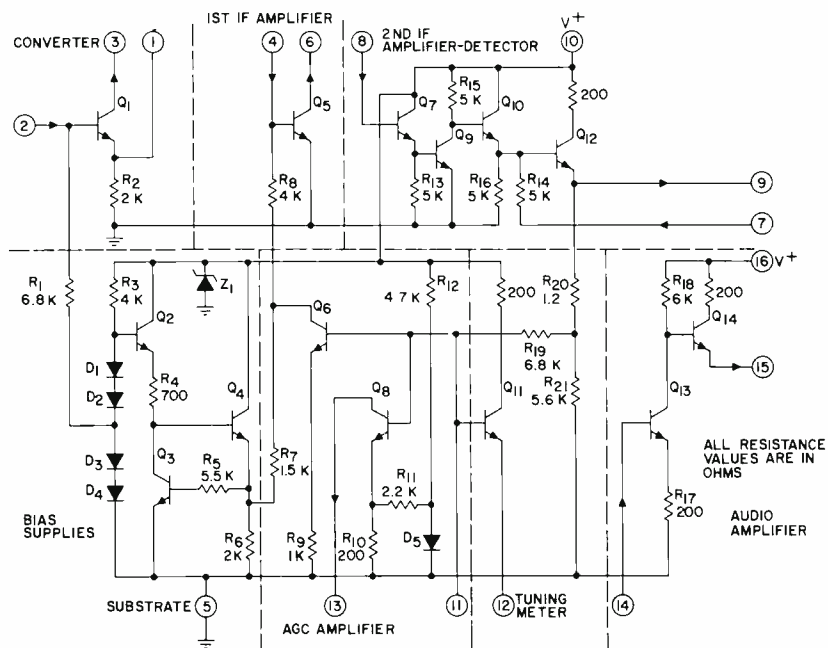 IST IF AMPLIFIER
CONVERTER 3 1 4 6 8 2ND IF
AMPLIFIER-DETECTOR
V+
10
R15
5 K
Q10
200
Q1
Q5
Q7
Q9
Q12
2
R2
2 K
R8
4 K
R13
5 K
R16
5 K
R14
5 K
9
7
R1
6.8 K
R3
4 K
Q2
Z1
Q6
R12
4.7 K
200
R20
1.2
R18
6 K
16 V+
200
Q14
D1
D2
R4
700
Q4
Q8
R19
6.8 K
Q11
R21
5.6 K
15
Q13
D3
D4
Q3
R5
5.5 K
R7
1.5 K
R11
2.2 K
ALL RESISTANCE
VALUES ARE IN
OHMS
BIAS
SUPPLIES
R6
2K
R9
1K
R10
200
D5
R17
200
AUDIO
AMPLIFIER
SUBSTRATE 5
13
AGC AMPLIFIER
11
12 TUNING
METER
14